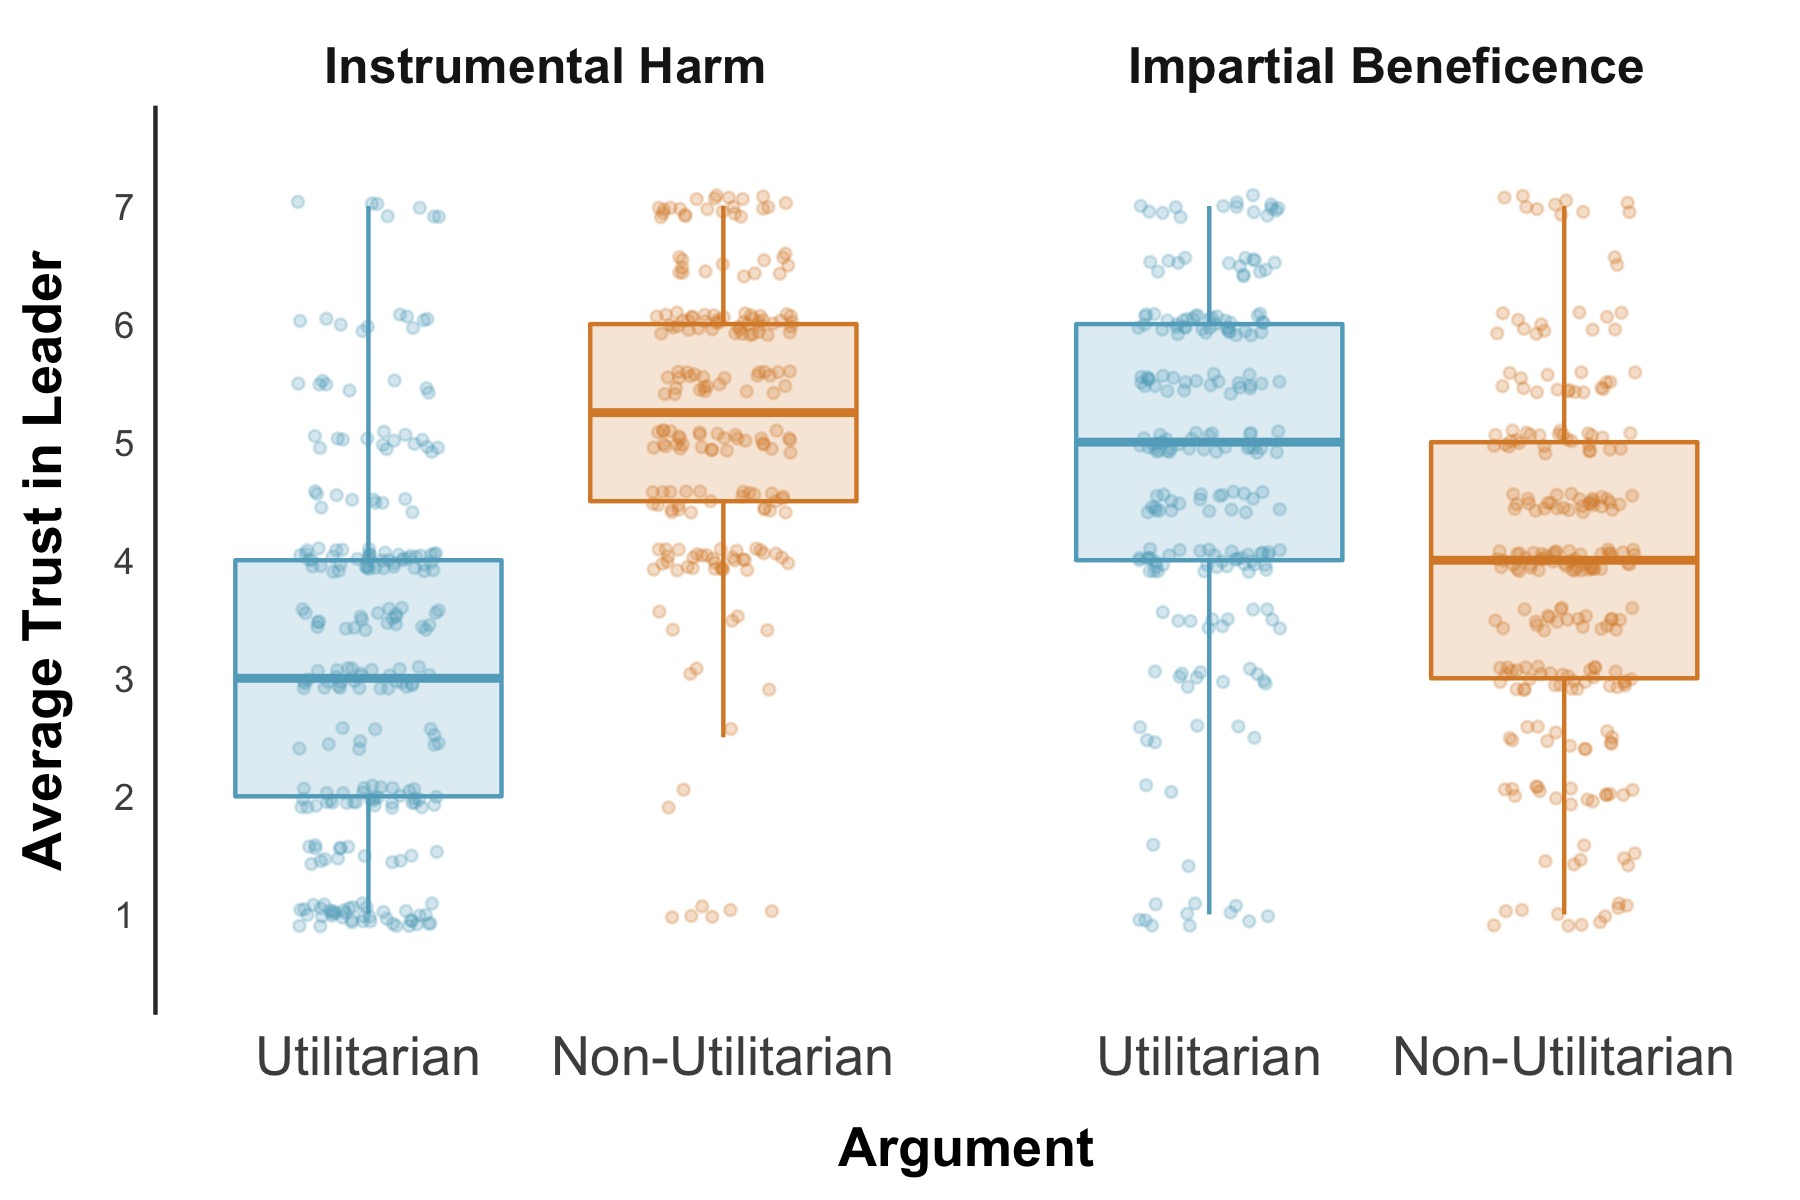 Instrumental Harm
Impartial Beneficence
Average Trust in Leader
7
6
5
4
3
2
1
Utilitarian
Non-Utilitarian
Utilitarian
Non-Utilitarian
Argument